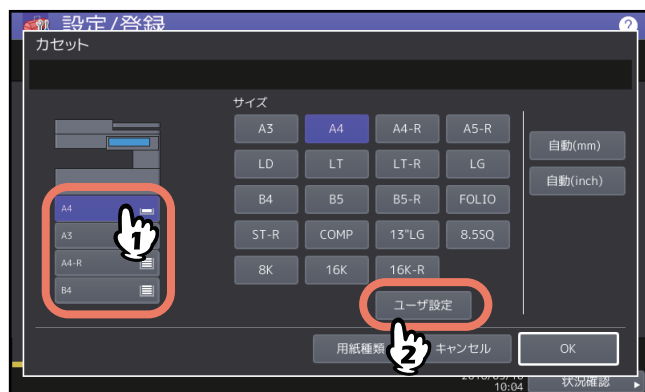 設定/登録
?
カセット
サイズ
A3 A4 A4-R A5-R
自動(mm)
LD LT LT-R LG
自動(inch)
B4 B5 B5-R FOLIO
A4
1
A3
ST-R COMP 13"LG 8.5SQ
A4-R
8K 16K 16K-R
B4
ユーザ設定
2
用紙種類 キャンセル OK
10:04
状況確認